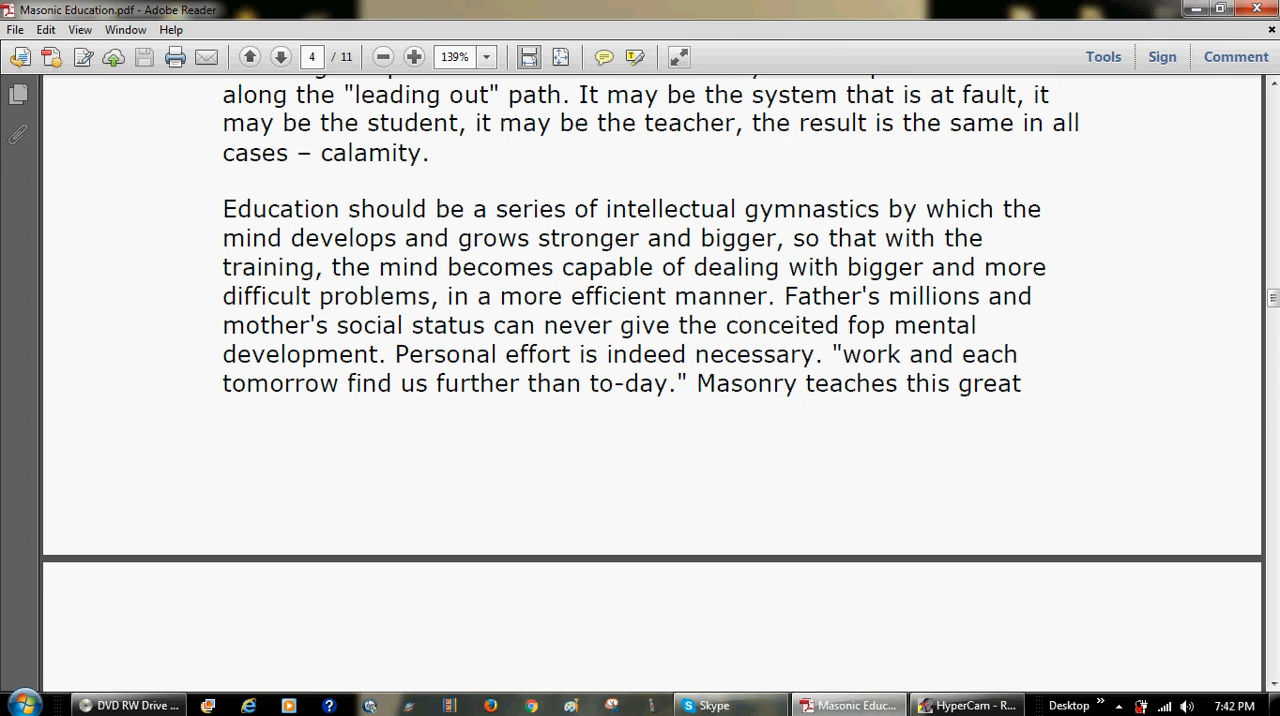 Masonic Education.pdf - Adobe Reader
File Edit View Window Help
4 / 11 139% Tools Sign Comment
along the "leading out" path. It may be the system that is at fault, it
may be the student, it may be the teacher, the result is the same in all
cases – calamity.
Education should be a series of intellectual gymnastics by which the
mind develops and grows stronger and bigger, so that with the
training, the mind becomes capable of dealing with bigger and more
difficult problems, in a more efficient manner. Father's millions and
mother's social status can never give the conceited fop mental
development. Personal effort is indeed necessary. "work and each
tomorrow find us further than to-day." Masonry teaches this great
DVD RW Drive ... Skype Masonic Educ... HyperCam - R... Desktop 7:42 PM